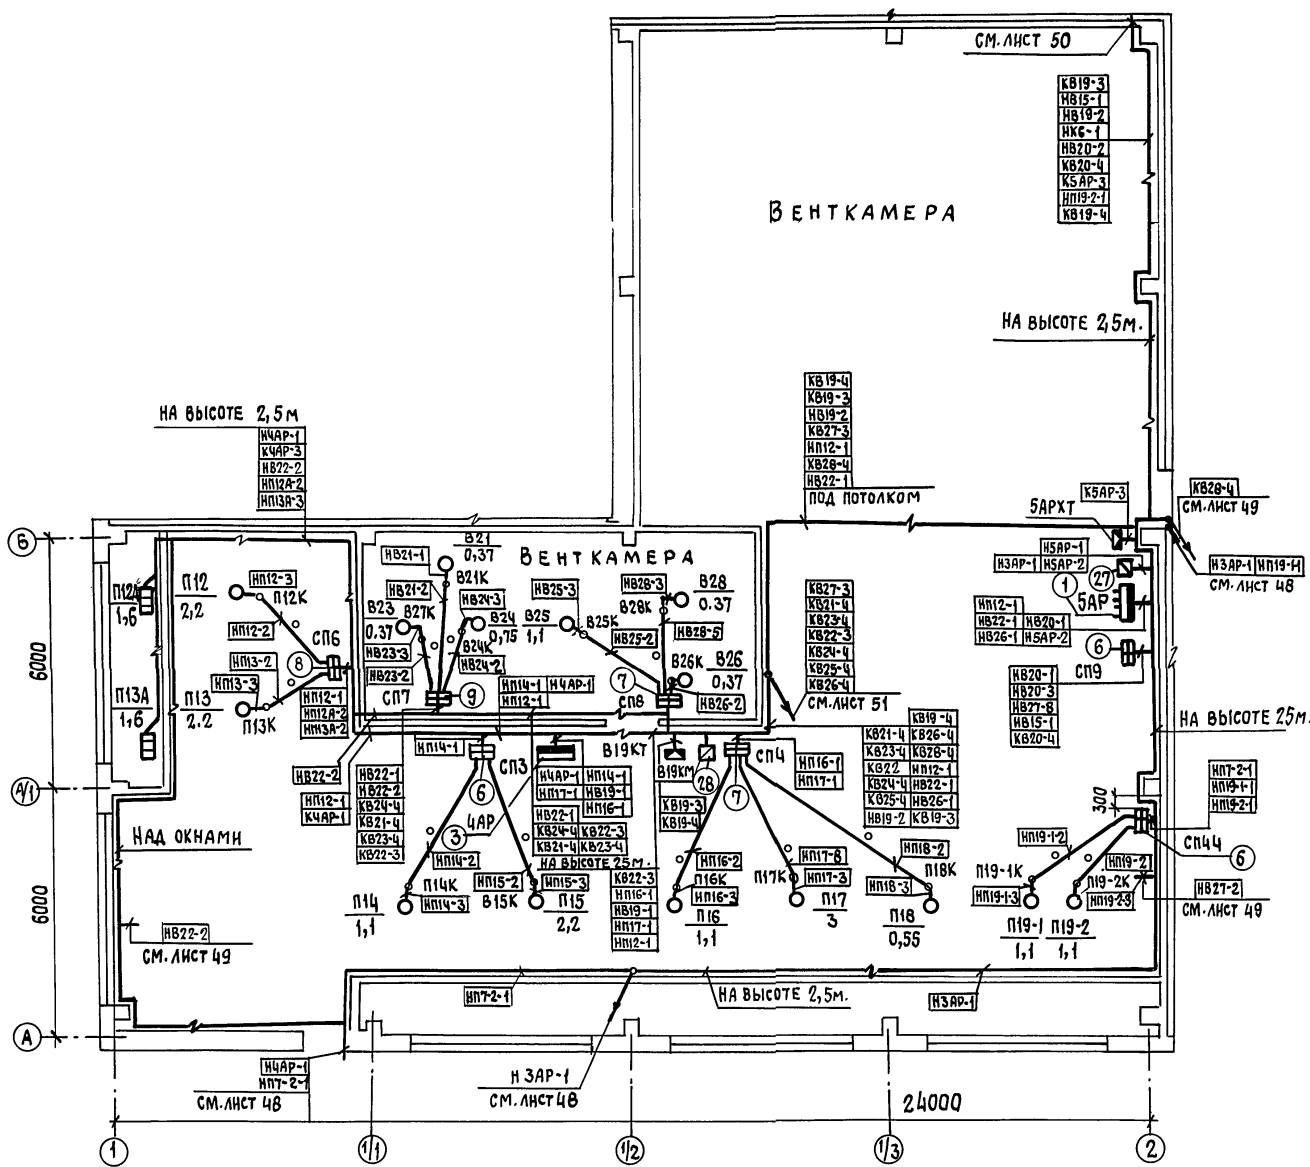 СМ. ЛИСТ 50
КВ19-3
НВ15-1
НВ19-2
НК6-1
НВ20-2
КВ20-4
К5АР-3
НП19-2-1
КВ19-4
ВЕНТКАМЕРА
НА ВЫСОТЕ 2,5М.
КВ19-4
КВ19-3
НВ19-2
КВ27-3
НП12-1
КВ28-4
НВ22-1
ПОД ПОТОЛКОМ
НА ВЫСОТЕ 2,5М
Н4АР-1
К4АР-3
НВ22-2
НП12А-2
НП13А-3
К5АР-3
5АРХТ
КВ28-4
СМ.ЛИСТ 49
Н5АР-1
Н3АР-1 Н5АР-2
Н3АР-1 НП19-1-1
СМ.ЛИСТ 48
27
1
5АР
НП12-1
НВ22-1 НВ20-1
НВ26-1 Н5АР-2
6
СП9
НВ20-1
НВ20-3
НВ27-8
НВ15-1
КВ20-4
НА ВЫСОТЕ 25М.
Б
А/1
А
6000
6000
П12А
1,6
П12
2,2
НП12-3
П12К
НП12-2
СП6
8
НП13-2
НП13-3
П13А
1,6
П13
2.2
П13К
НП12-1
НП12А-2
НП13А-2
ВЕНТКАМЕРА
В21
0,37
НВ21-1
В21К
НВ21-2
В23
0.37
В27К
НВ24-3
В24
0,75
НВ23-3
НВ23-2
В24К
НВ24-2
СП7
9
В25
1,1
НВ25-3
В25К
НВ25-2
НВ28-3
В28
0.37
В28К
НВ28-5
В26К
В26
0,37
НВ26-2
7
СП8
НП14-1 Н4АР-1
НП12-1
КВ27-3
КВ21-4
КВ23-4
КВ22-3
КВ24-4
КВ25-4
КВ26-4
СМ.ЛИСТ 51
НВ22-2
НП12-1
К4АР-1
НВ22-1
НВ22-2
КВ24-4
КВ21-4
КВ23-4
КВ22-3
НП14-1
СП3
6
3
4АР
Н4АР-1 НП14-1
НП17-1 НВ19-1
НП16-1
НВ22-1
КВ24-4 КВ22-3
КВ21-4 КВ23-4
НА ВЫСОТЕ 25М.
КВ22-3
НП16-1
НВ19-1
НП17-1
НП12-1
В19КТ
В19КМ
28
СП4
7
КВ19-3
КВ19-4
НП16-1
НП17-1
КВ19-4
КВ21-4 КВ26-4
КВ23-4 КВ28-4
КВ22 НП12-1
КВ24-4 НВ22-1
КВ25-4 НВ26-1
НВ19-2 КВ19-3
300
НП7-2-1
НП19-1-1
НП19-2-1
СП44
6
НАД ОКНАМИ
НВ22-2
СМ.ЛИСТ 49
НП14-2
П14К
НП14-3
П14
1,1
НП15-2
В15К
НП15-3
П15
2,2
НП16-2
П16К
НП16-3
П16
1,1
НП17-8
П17К
НП17-3
П17
3
НП18-2
П18К
НП18-3
П18
0,55
НП19-1-2
П19-1К
НП19-1-3
П19-1
1,1
НП19-2
П19-2К
НП19-2-3
П19-2
1,1
НВ27-2
СМ.ЛИСТ 49
НП7-2-1
НА ВЫСОТЕ 2,5М.
Н3АР-1
Н4АР-1
НП7-2-1
СМ.ЛИСТ 48
Н 3АР-1
СМ.ЛИСТ 48
24000
1
1/1
1/2
1/3
2